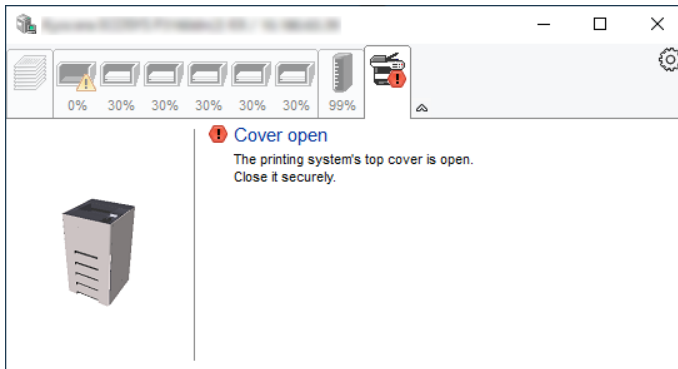 0% 30% 30% 30% 30% 30% 99%
Cover open
The printing system's top cover is open.
Close it securely.